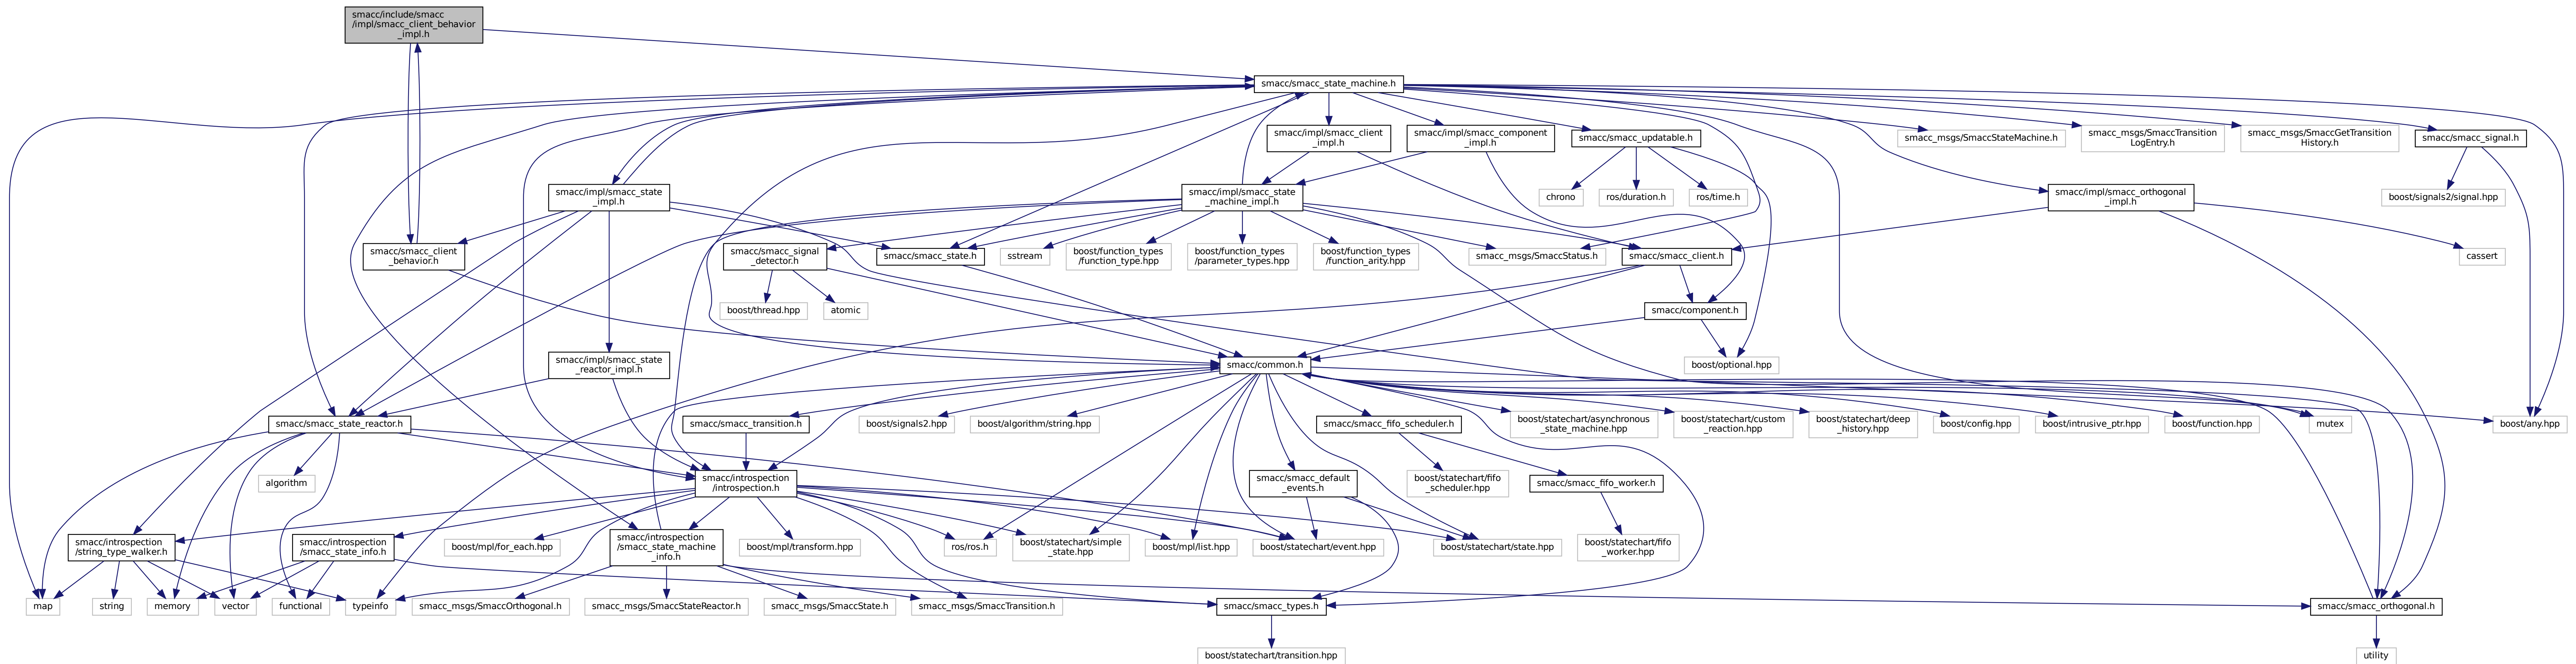 smacc/include/smacc
/impl/smacc_client_behavior
_impl.h
smacc/smacc_state_machine.h
smacc/impl/smacc_client
_impl.h
smacc/impl/smacc_component
_impl.h
smacc/smacc_updatable.h
smacc_msgs/SmaccStateMachine.h
smacc_msgs/SmaccTransition
LogEntry.h
smacc_msgs/SmaccGetTransition
History.h
smacc/smacc_signal.h
smacc/impl/smacc_state
_impl.h
smacc/impl/smacc_state
_machine_impl.h
chrono
ros/duration.h
ros/time.h
smacc/impl/smacc_orthogonal
_impl.h
boost/signals2/signal.hpp
smacc/smacc_client
_behavior.h
smacc/smacc_signal
_detector.h
smacc/smacc_state.h
sstream
boost/function_types
/function_type.hpp
boost/function_types
/parameter_types.hpp
boost/function_types
/function_arity.hpp
smacc_msgs/SmaccStatus.h
smacc/smacc_client.h
cassert
boost/thread.hpp
atomic
smacc/component.h
smacc/impl/smacc_state
_reactor_impl.h
smacc/common.h
boost/optional.hpp
smacc/smacc_state_reactor.h
smacc/smacc_transition.h
boost/signals2.hpp
boost/algorithm/string.hpp
smacc/smacc_fifo_scheduler.h
boost/statechart/asynchronous
_state_machine.hpp
boost/statechart/custom
_reaction.hpp
boost/statechart/deep
_history.hpp
boost/config.hpp
boost/intrusive_ptr.hpp
boost/function.hpp
mutex
boost/any.hpp
algorithm
smacc/introspection
/introspection.h
smacc/smacc_default
_events.h
boost/statechart/fifo
_scheduler.hpp
smacc/smacc_fifo_worker.h
smacc/introspection
/string_type_walker.h
smacc/introspection
/smacc_state_info.h
boost/mpl/for_each.hpp
smacc/introspection
/smacc_state_machine
_info.h
boost/mpl/transform.hpp
ros/ros.h
boost/statechart/simple
_state.hpp
boost/mpl/list.hpp
boost/statechart/event.hpp
boost/statechart/state.hpp
boost/statechart/fifo
_worker.hpp
map
string
memory
vector
functional
typeinfo
smacc_msgs/SmaccOrthogonal.h
smacc_msgs/SmaccStateReactor.h
smacc_msgs/SmaccState.h
smacc_msgs/SmaccTransition.h
smacc/smacc_types.h
smacc/smacc_orthogonal.h
boost/statechart/transition.hpp
utility